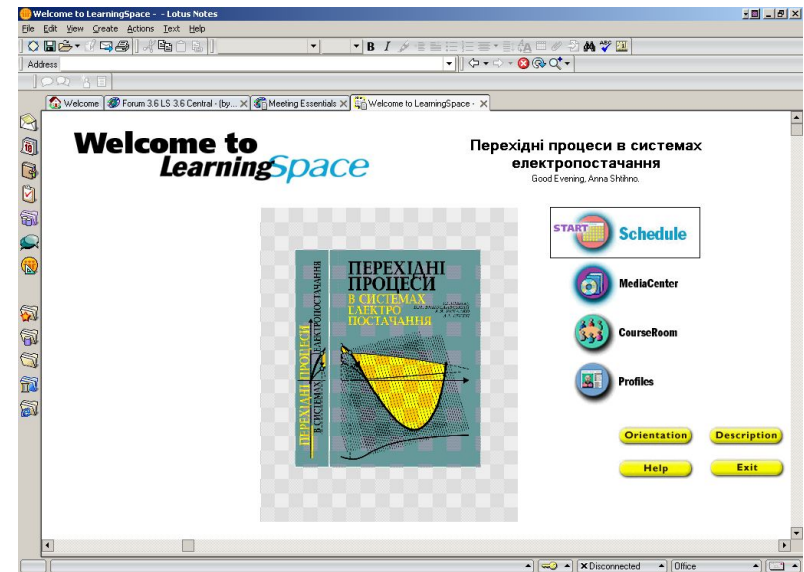 Welcome to LearningSpace - - Lotus Notes
File Edit View Create Actions Text Help
B I
Address
Welcome Forum 3.6 LS 3.6 Central - (by... Meeting Essentials Welcome to LearningSpace -
Welcome to
LearningSpace
Перехідні процеси в системах
електропостачання
Good Evening, Anna Shtihno.
START Schedule
MediaCenter
CourseRoom
Profiles
Orientation Description
Help Exit
ПЕРЕХІДНІ
ПРОЦЕСИ
В СИСТЕМАХ
ЕЛЕКТРО
ПОСТАЧАННЯ
ПЕРЕХІДНІ ПРОЦЕСИ
В СИСТЕМАХ ЕЛЕКТРОПОСТАЧАННЯ
Disconnected Office